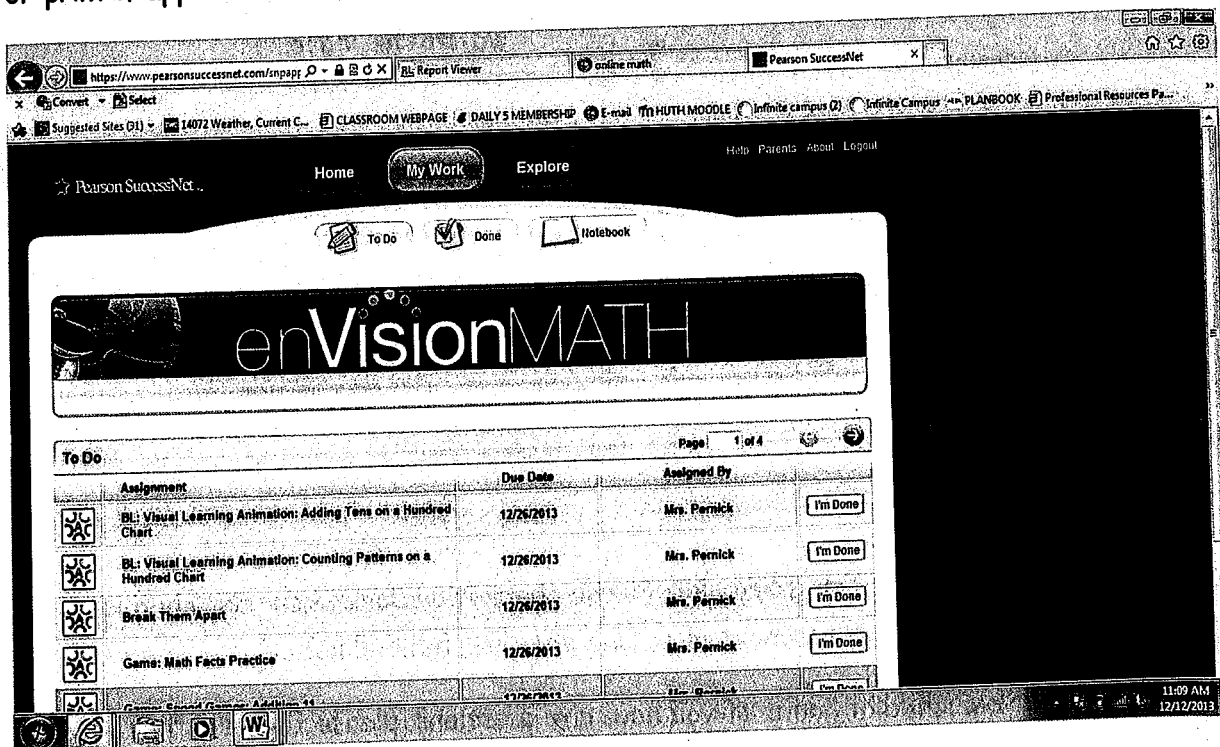 https://www.pearsonsuccessnet.com/snpapp
RL Report Viewer
online math
Pearson SuccessNet
x Convert Select
Suggested Sites (31) 14072 Weather, Current C... CLASSROOM WEBPAGE DAILY 5 MEMBERSHIP E-mail HUTH MOODLE Infinite campus (2) Infinite Campus PLANBOOK Professional Resources Pa...
Help Parents About Logout
Pearson SuccessNet
Home My Work Explore
To Do Done Notebook
enVisionMATH
To Do Page 1 of 4
Assignment Due Date Assigned By
BL: Visual Learning Animation: Adding Tens on a Hundred
Chart 12/26/2013 Mrs. Pernick I'm Done
BL: Visual Learning Animation: Counting Patterns on a
Hundred Chart 12/26/2013 Mrs. Pernick I'm Done
Break Them Apart 12/26/2013 Mrs. Pernick I'm Done
Game: Math Facts Practice 12/26/2013 Mrs. Pernick I'm Done
11:09 AM
12/12/2013